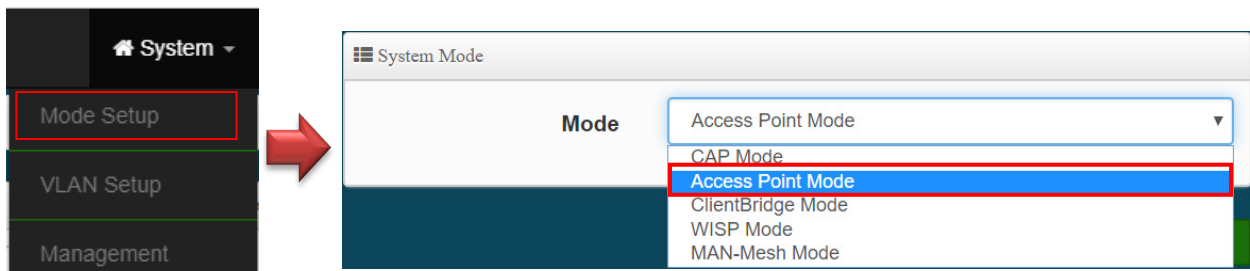 System
Mode Setup
VLAN Setup
Management
System Mode
Mode
Access Point Mode
CAP Mode
Access Point Mode
ClientBridge Mode
WISP Mode
MAN-Mesh Mode